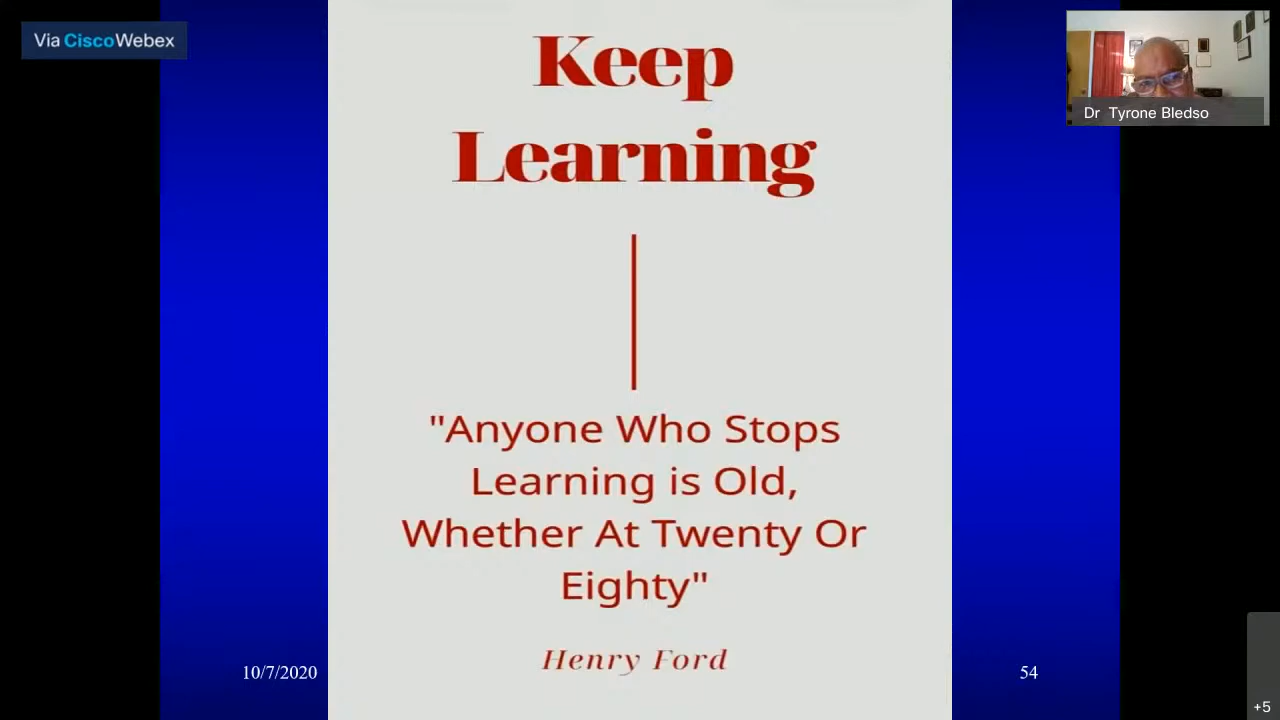 Via CiscoWebex
Dr Tyrone Bledso
Keep
Learning
"Anyone Who Stops
Learning is Old,
Whether At Twenty Or
Eighty"
Henry Ford
10/7/2020
54
+5